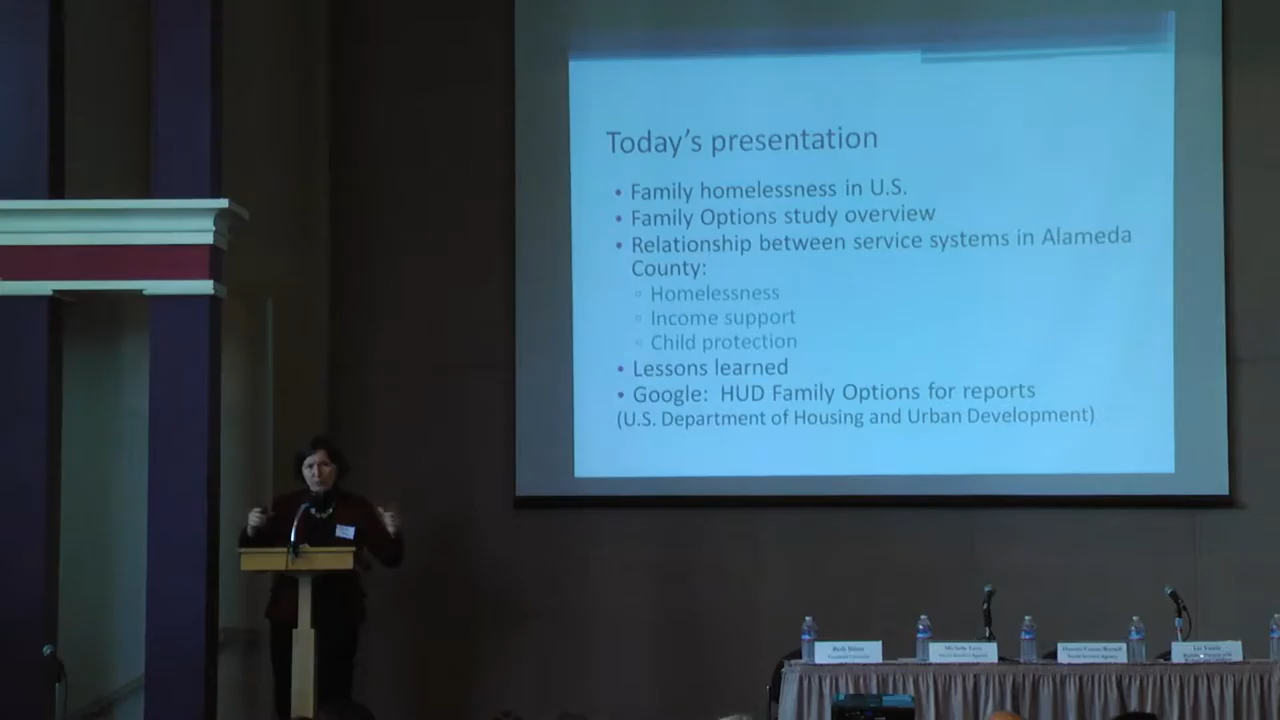 Today's presentation
• Family homelessness in U.S.
• Family Options study overview
• Relationship between service systems in Alameda
County:
▫ Homelessness
▫ Income support
▫ Child protection
• Lessons learned
• Google: HUD Family Options for reports
(U.S. Department of Housing and Urban Development)